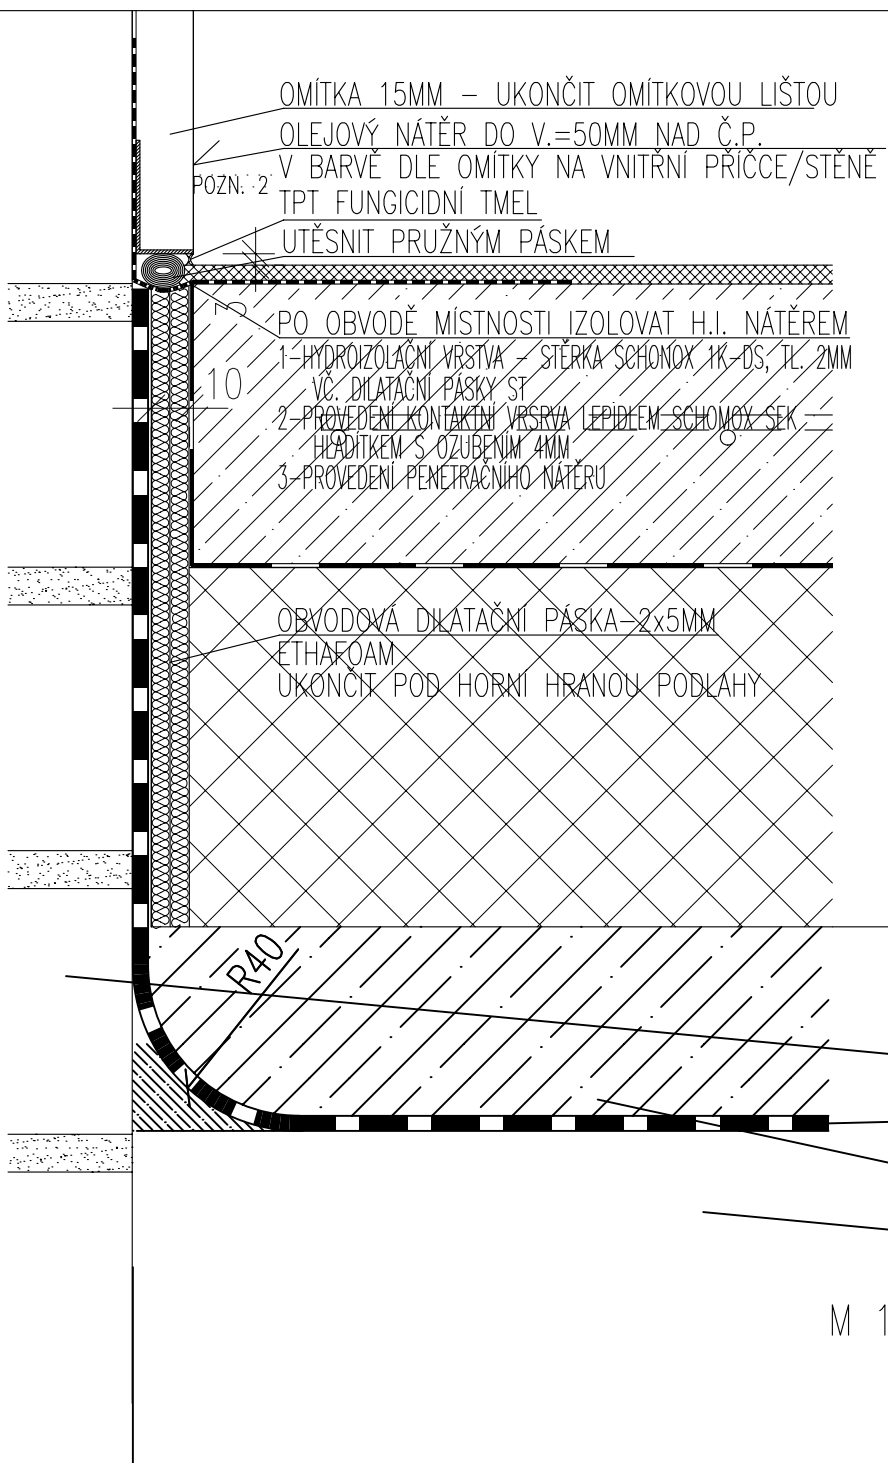 OMÍTKA 15MM – UKONČIT OMÍTKOVOU LIŠTOU
OLEJOVÝ NÁTĚR DO V.=50MM NAD Č.P.
V BARVĚ DLE OMÍTKY NA VNITŘNÍ PŘÍČCE/STĚNĚ
POZN. 2
TPT FUNGICIDNÍ TMEL
UTĚSNIT PRUŽNÝM PÁSKEM
3
PO OBVODĚ MÍSTNOSTI IZOLOVAT H.I. NÁTĚREM
1-HYDROIZOLAČNÍ VRSTVA – STĚRKA SCHONOX 1K-DS, TL. 2MM
VČ. DILATAČNÍ PÁSKY ST
10
2-PROVEDENÍ KONTAKTNÍ VRSRVA LEPIDLEM SCHOMOX SEK
HLADÍTKEM S OZUBENÍM 4MM
3-PROVEDENÍ PENETRAČNÍHO NÁTĚRU
OBVODOVÁ DILATAČNÍ PÁSKA-2x5MM
ETHAFOAM
UKONČIT POD HORNÍ HRANOU PODLAHY
R40
M 1